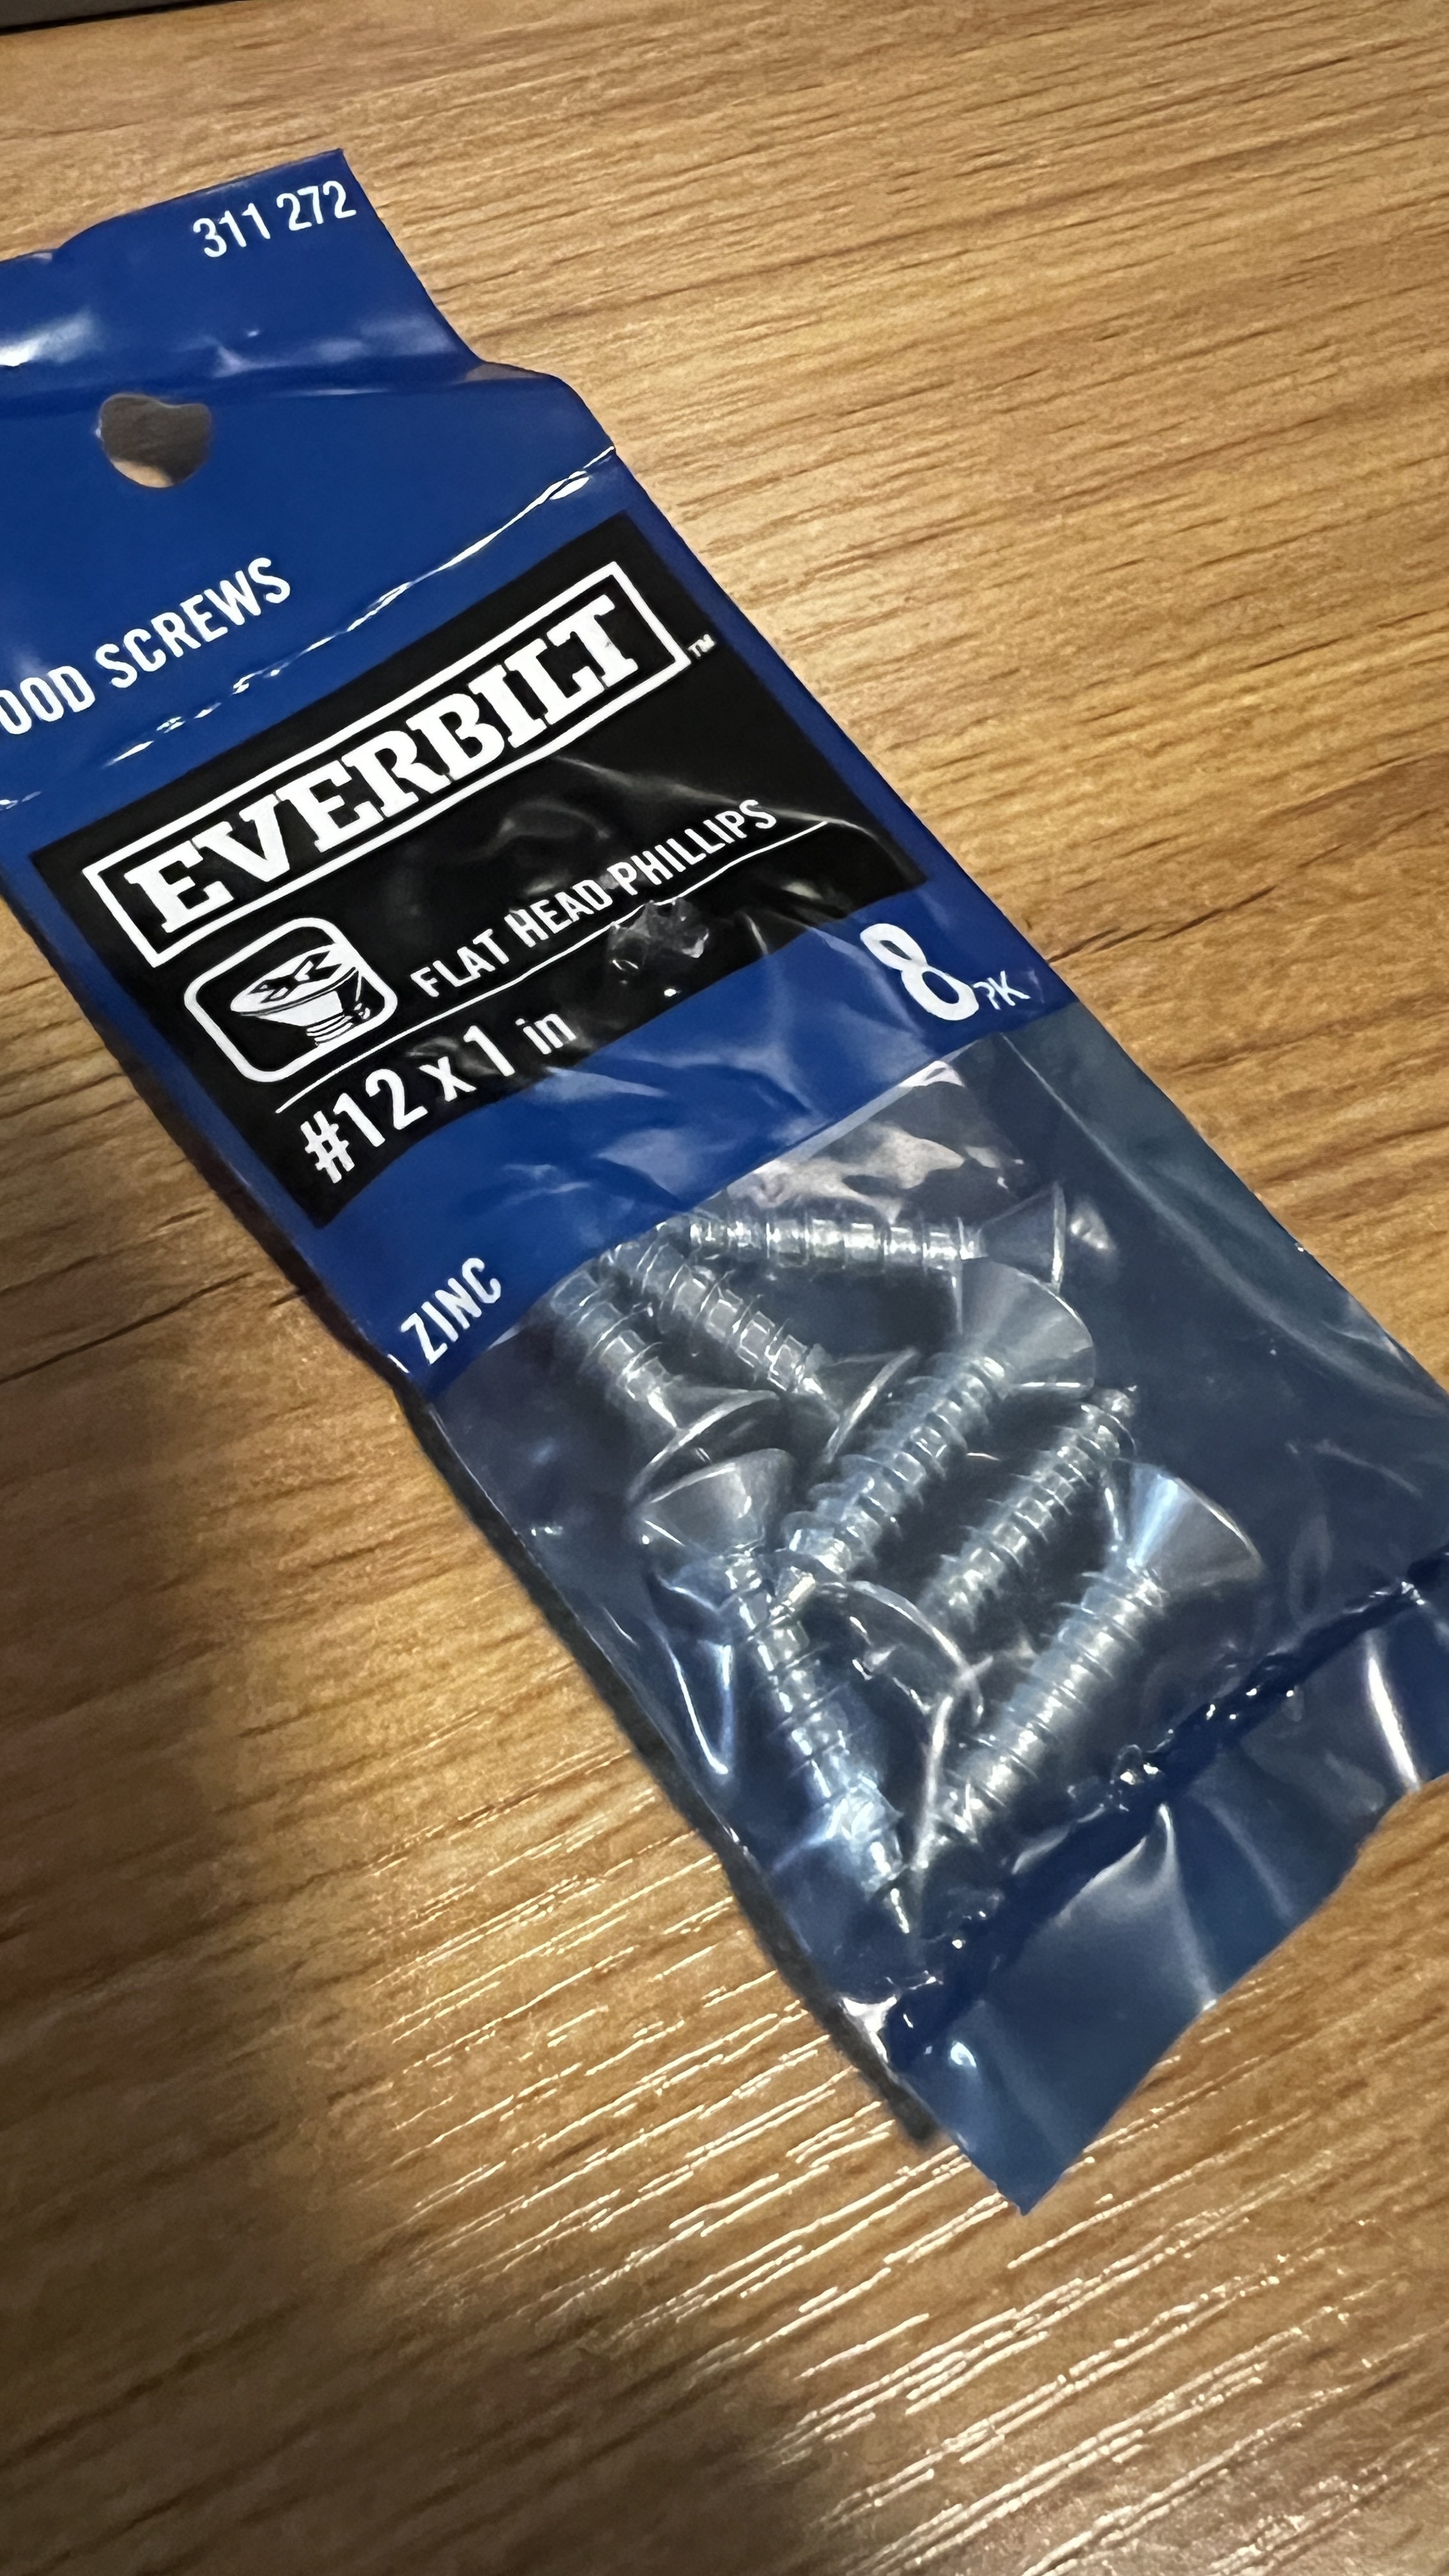 311 272
OOD SCREWS
EVERBILT™
FLAT HEAD PHILLIPS
#12 x 1 in
8 PK
ZINC